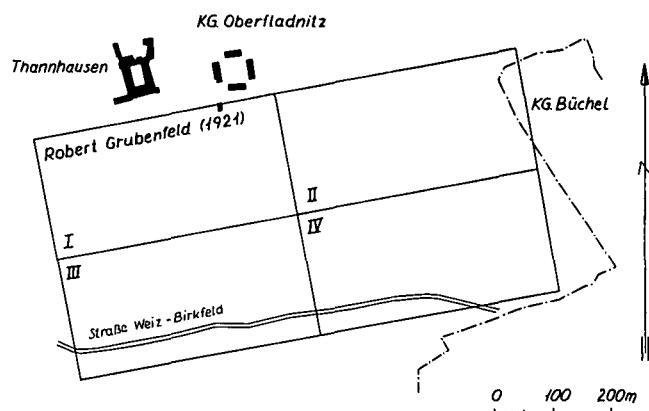 KG. Oberfladnitz
Thannhausen
KG. Büchel
Robert Grubenfeld (1921)
I
II
III
IV
Straße Weiz - Birkfeld
0 100 200m